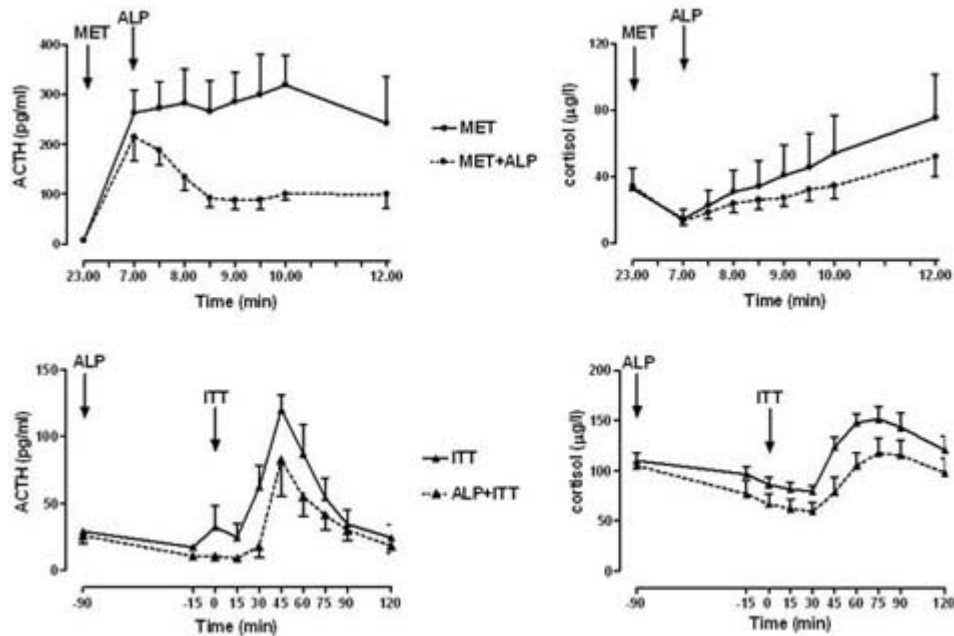 ALP
MET
400
300
200
100
0
ACTH (pg/ml)
23.00 7.00 8.00 9.00 10.00 12.00
Time (min)
MET
MET+ALP
ALP
MET
120
80
40
0
cortisol (µg/l)
23.00 7.00 8.00 9.00 10.00 12.00
Time (min)
ALP
ITT
150
100
50
0
ACTH (pg/ml)
-90 -15 0 15 30 45 60 75 90 120
Time (min)
ITT
ALP+ITT
ALP
ITT
200
150
100
50
0
cortisol (µg/l)
-90 -15 0 15 30 45 60 75 90 120
Time (min)